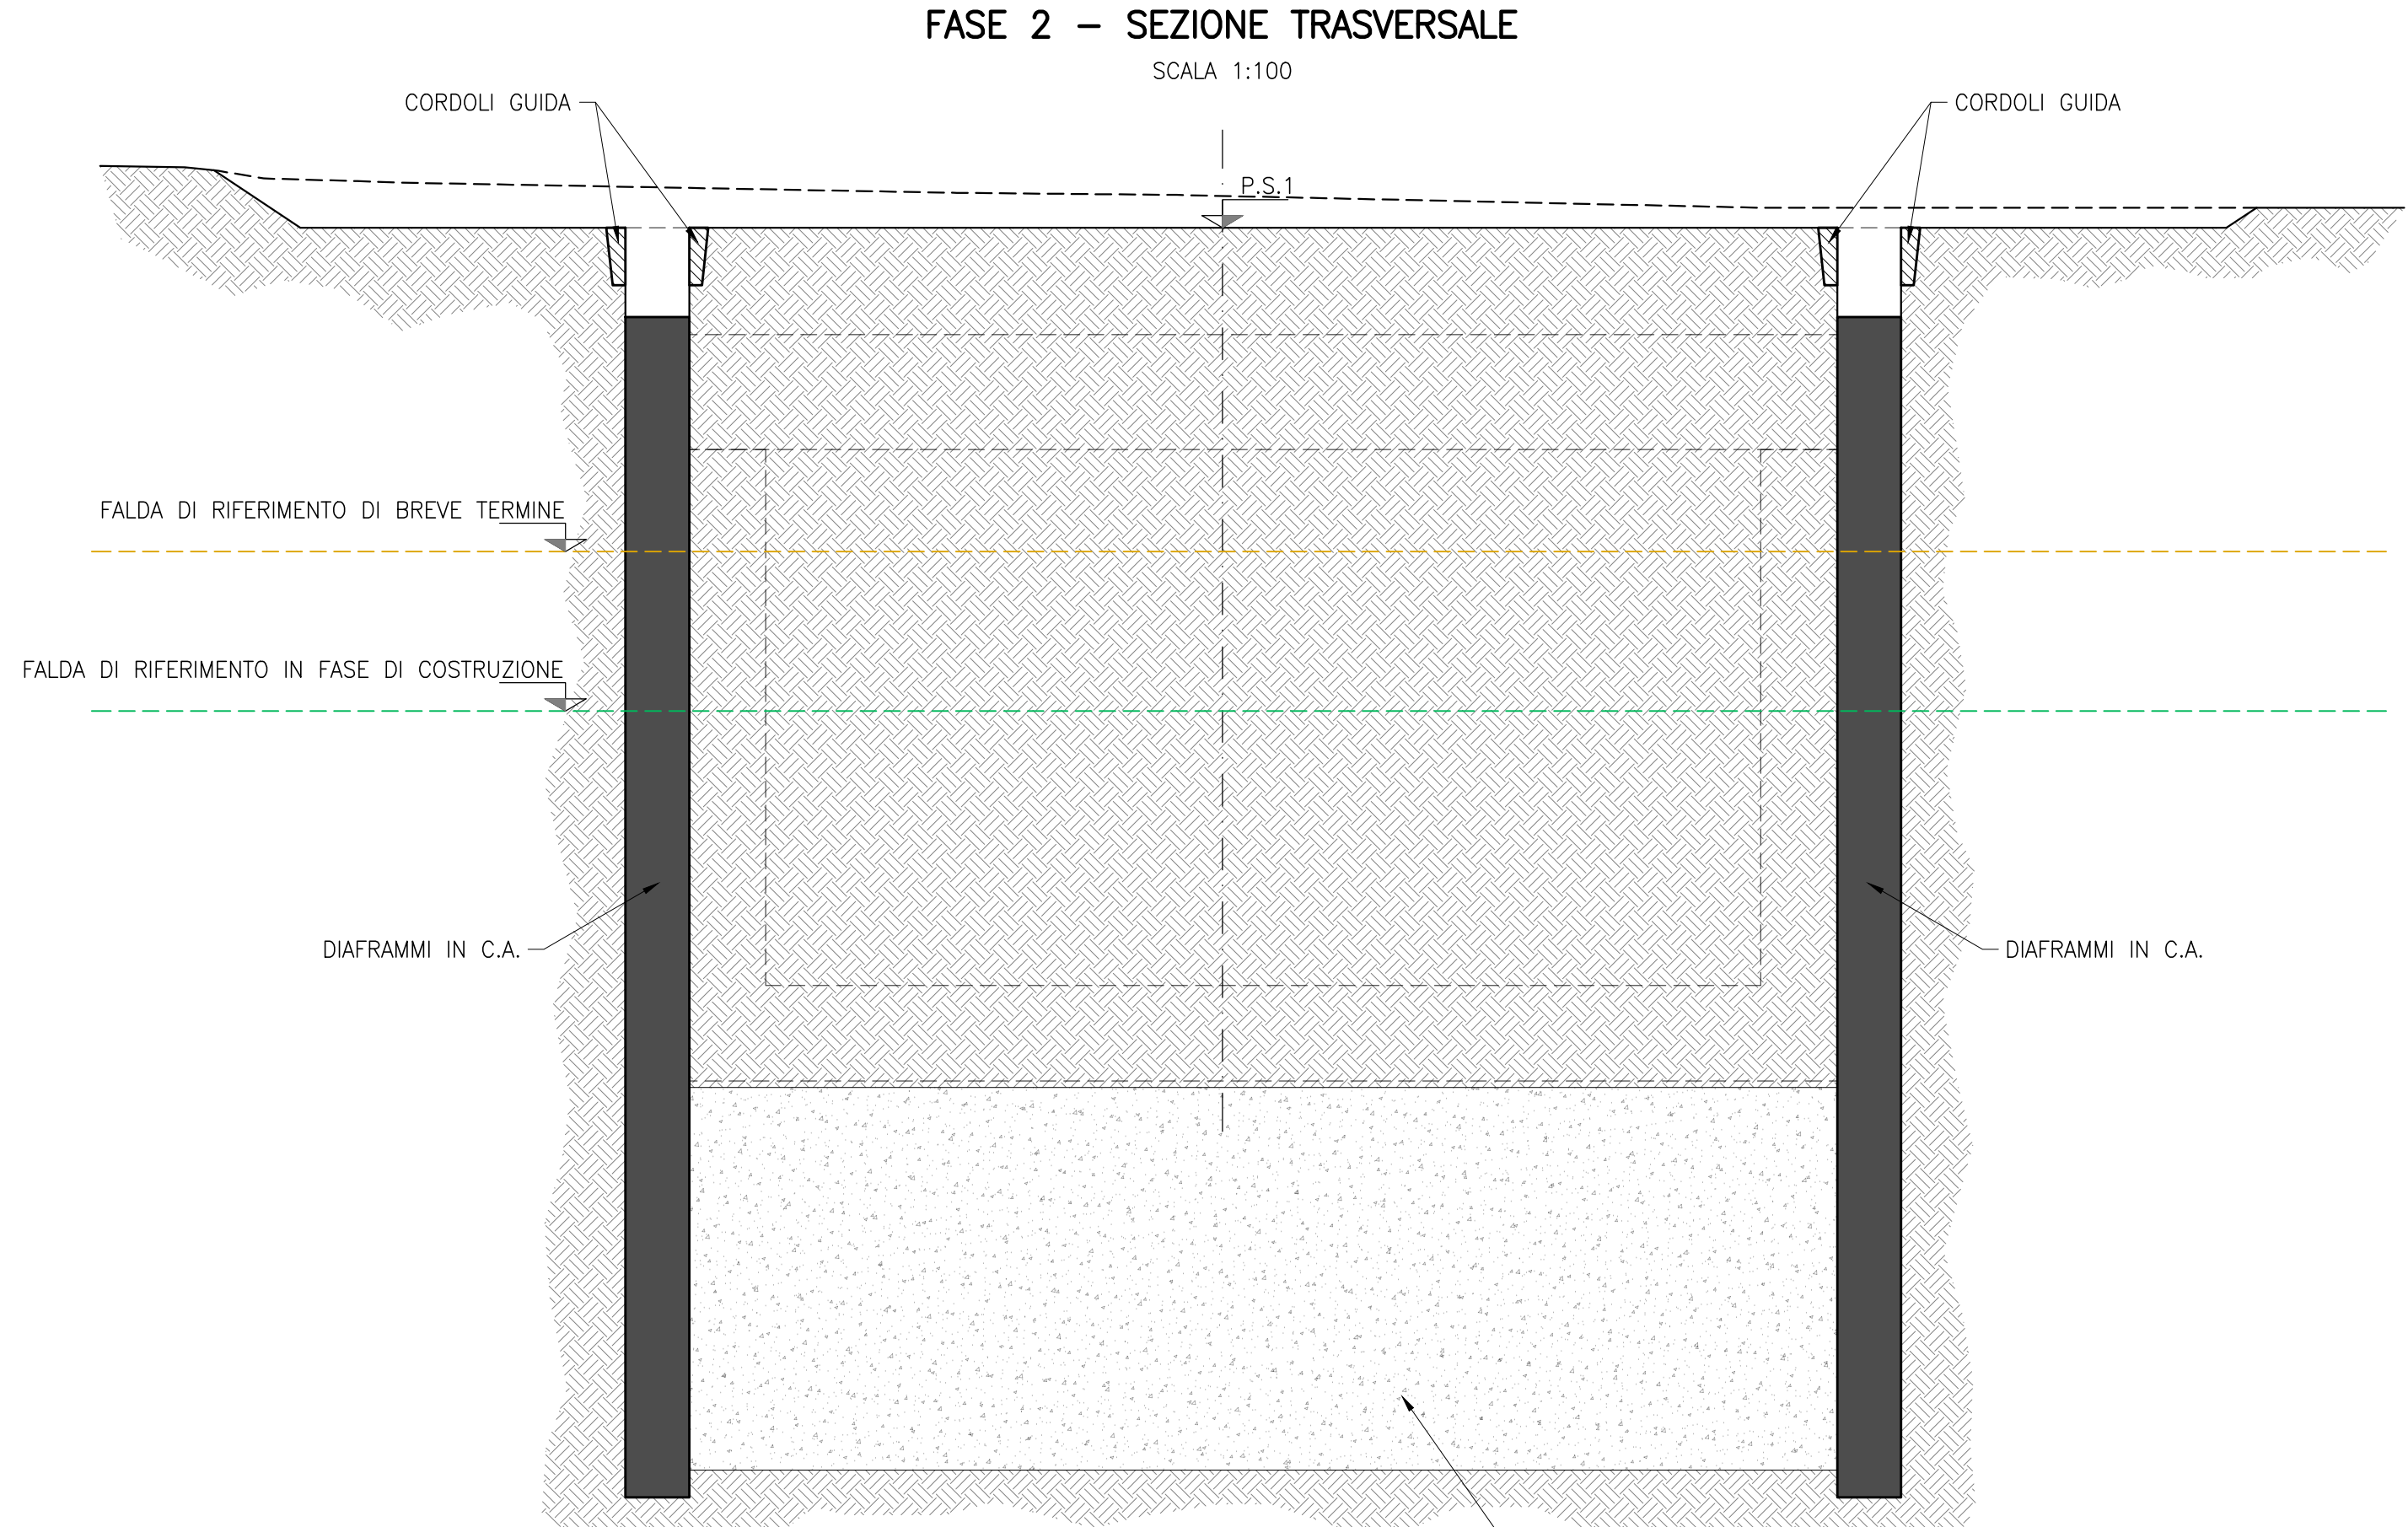 FASE 2 - SEZIONE TRASVERSALE
SCALA 1:100
CORDOLI GUIDA
CORDOLI GUIDA
P.S.1
FALDA DI RIFERIMENTO DI BREVE TERMINE
FALDA DI RIFERIMENTO IN FASE DI COSTRUZIONE
DIAFRAMMI IN C.A.
DIAFRAMMI IN C.A.